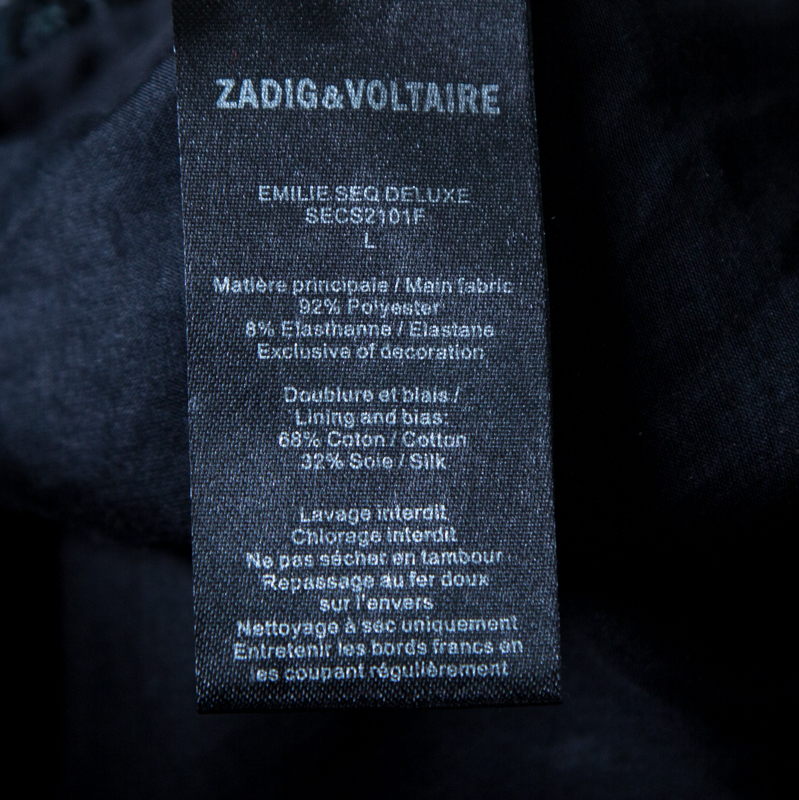 ZADIG&VOLTAIRE
EMILIE SEQ DELUXE
SECS2101F
L
Matière principale / Main fabric
92% Polyester
8% Elasthanne / Elastane
Exclusive of decoration
Doublure et biais /
Lining and bias:
68% Coton / Cotton
32% Soie / Silk
Lavage interdit
Chlorage interdit
Ne pas sécher en tambour
Repassage au fer doux
sur l'envers
Nettoyage à sec uniquement
Entretenir les bords francs en
les coupant régulièrement